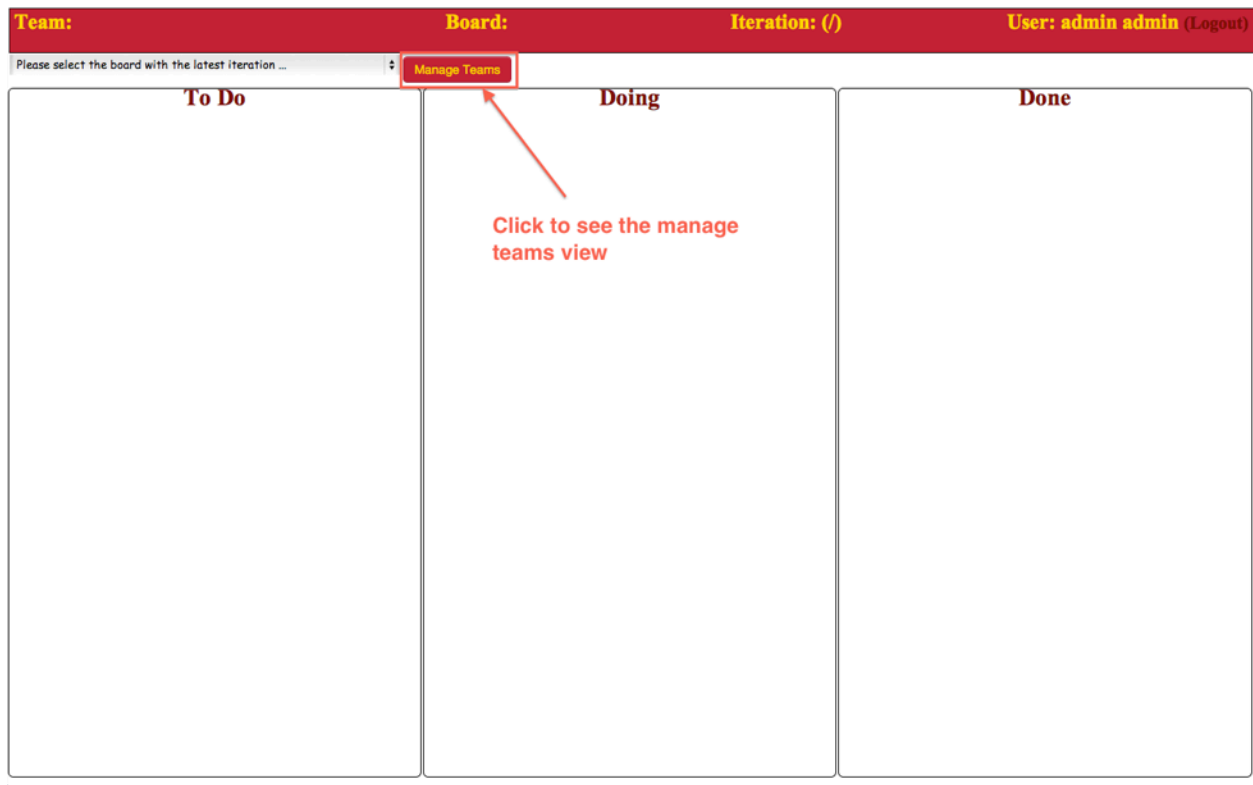 Team: Board: Iteration: (/) User: admin admin (Logout)
Please select the board with the latest iteration ... Manage Teams
To Do Doing Done
Click to see the manage
teams view